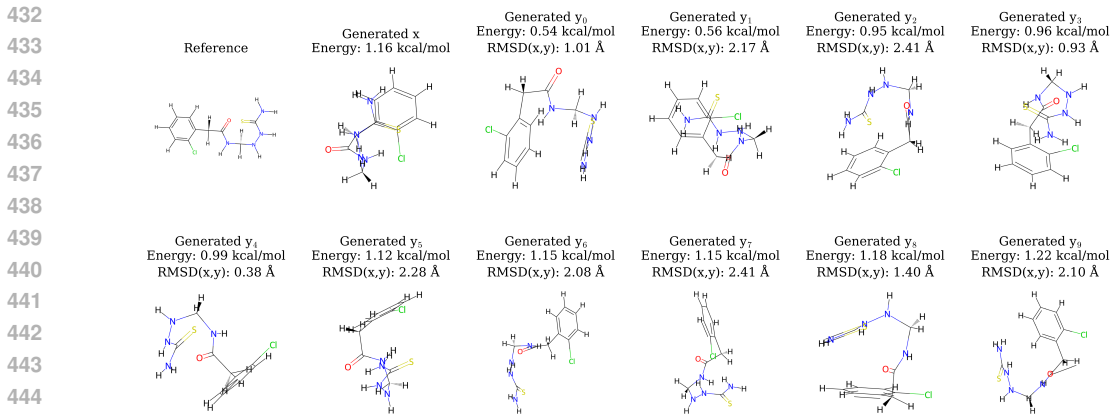 432
433
434
435
436
437
438
439
440
441
442
443
444
Reference
Generated x
Energy: 1.16 kcal/mol
Generated y₀
Energy: 0.54 kcal/mol
RMSD(x,y): 1.01 Å
Generated y₁
Energy: 0.56 kcal/mol
RMSD(x,y): 2.17 Å
Generated y₂
Energy: 0.95 kcal/mol
RMSD(x,y): 2.41 Å
Generated y₃
Energy: 0.96 kcal/mol
RMSD(x,y): 0.93 Å
Generated y₄
Energy: 0.99 kcal/mol
RMSD(x,y): 0.38 Å
Generated y₅
Energy: 1.12 kcal/mol
RMSD(x,y): 2.28 Å
Generated y₆
Energy: 1.15 kcal/mol
RMSD(x,y): 2.08 Å
Generated y₇
Energy: 1.15 kcal/mol
RMSD(x,y): 2.41 Å
Generated y₈
Energy: 1.18 kcal/mol
RMSD(x,y): 1.40 Å
Generated y₉
Energy: 1.22 kcal/mol
RMSD(x,y): 2.10 Å